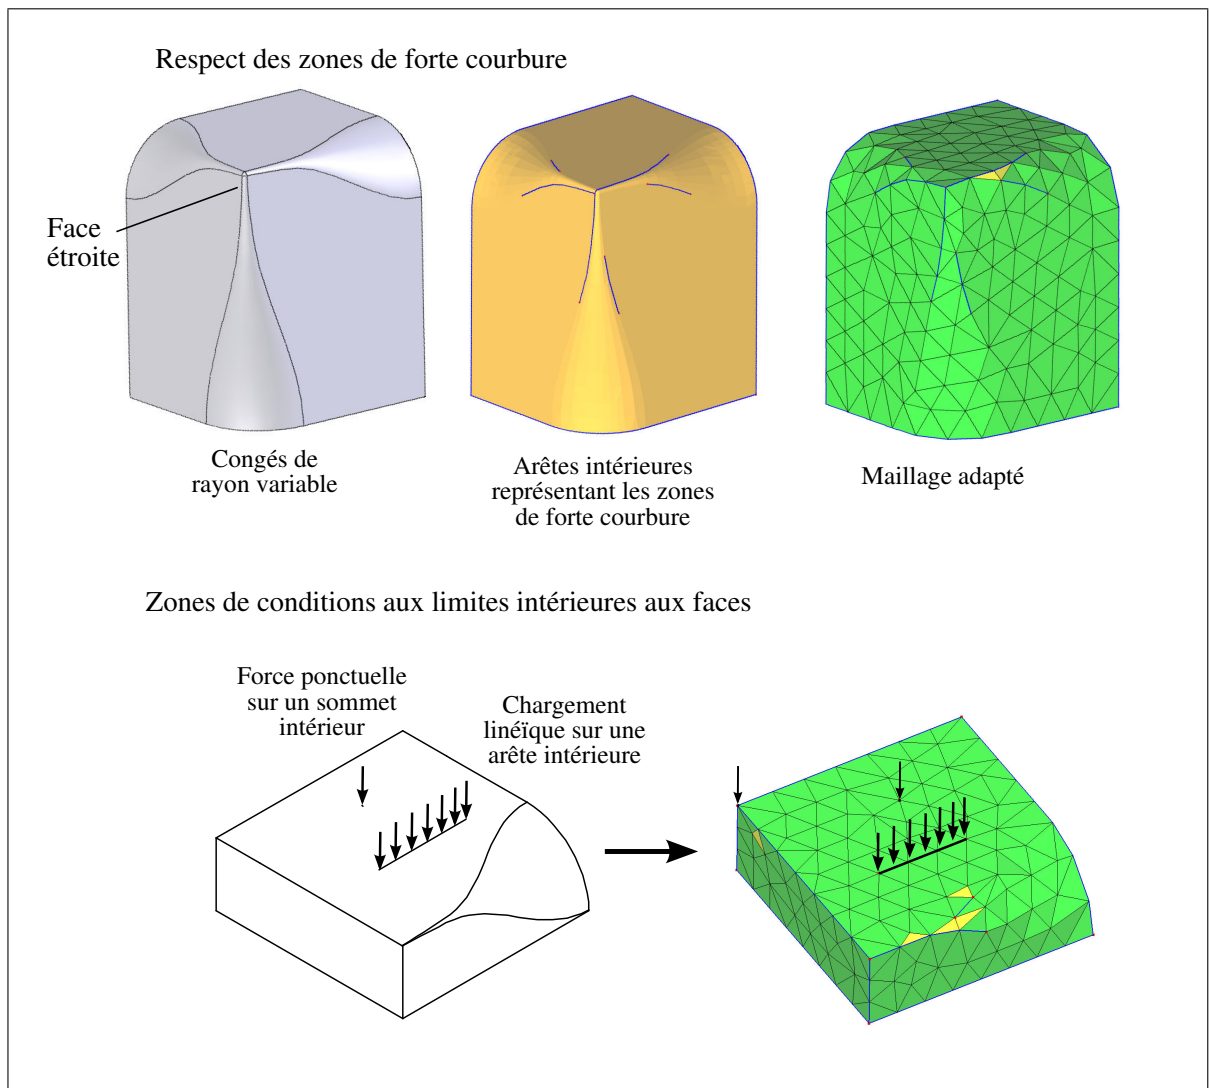 Respect des zones de forte courbure
Face
étroite
Congés de
rayon variable
Arêtes intérieures
représentant les zones
de forte courbure
Maillage adapté
Zones de conditions aux limites intérieures aux faces
Force ponctuelle
sur un sommet
intérieur
Chargement
linéïque sur une
arête intérieure